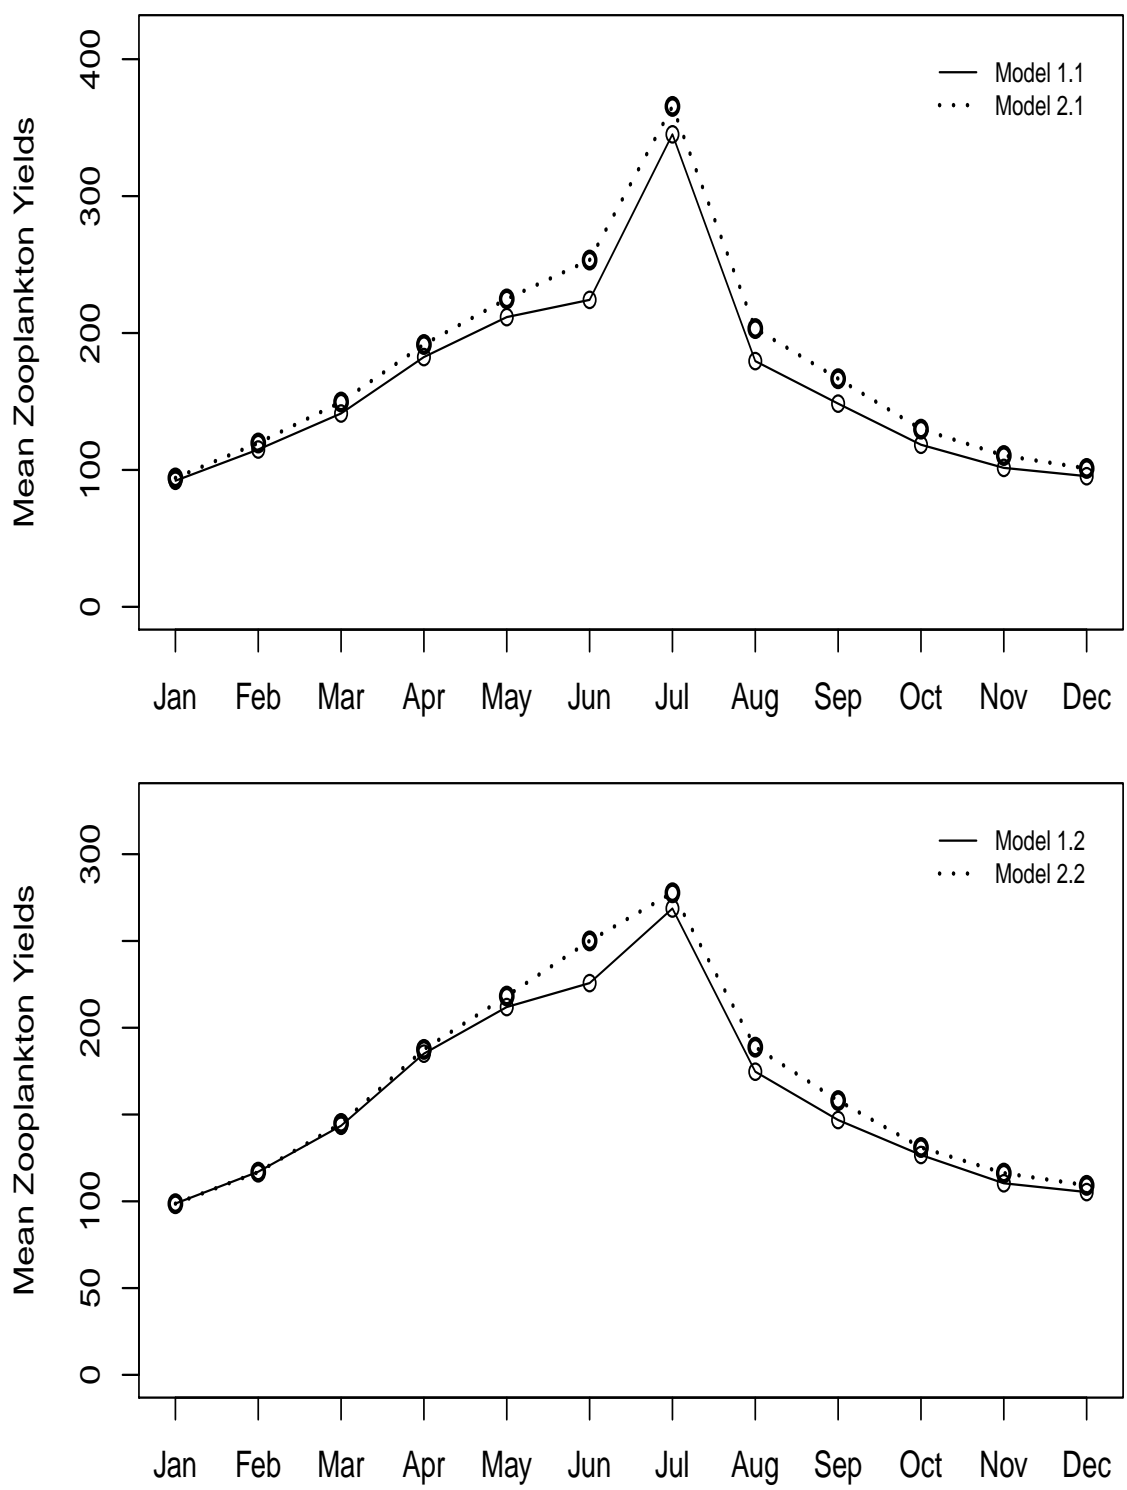 Mean Zooplankton Yields
400
300
200
100
0
Model 1.1
Model 2.1
Jan Feb Mar Apr May Jun Jul Aug Sep Oct Nov Dec
Mean Zooplankton Yields
300
200
100
50
0
Model 1.2
Model 2.2
Jan Feb Mar Apr May Jun Jul Aug Sep Oct Nov Dec